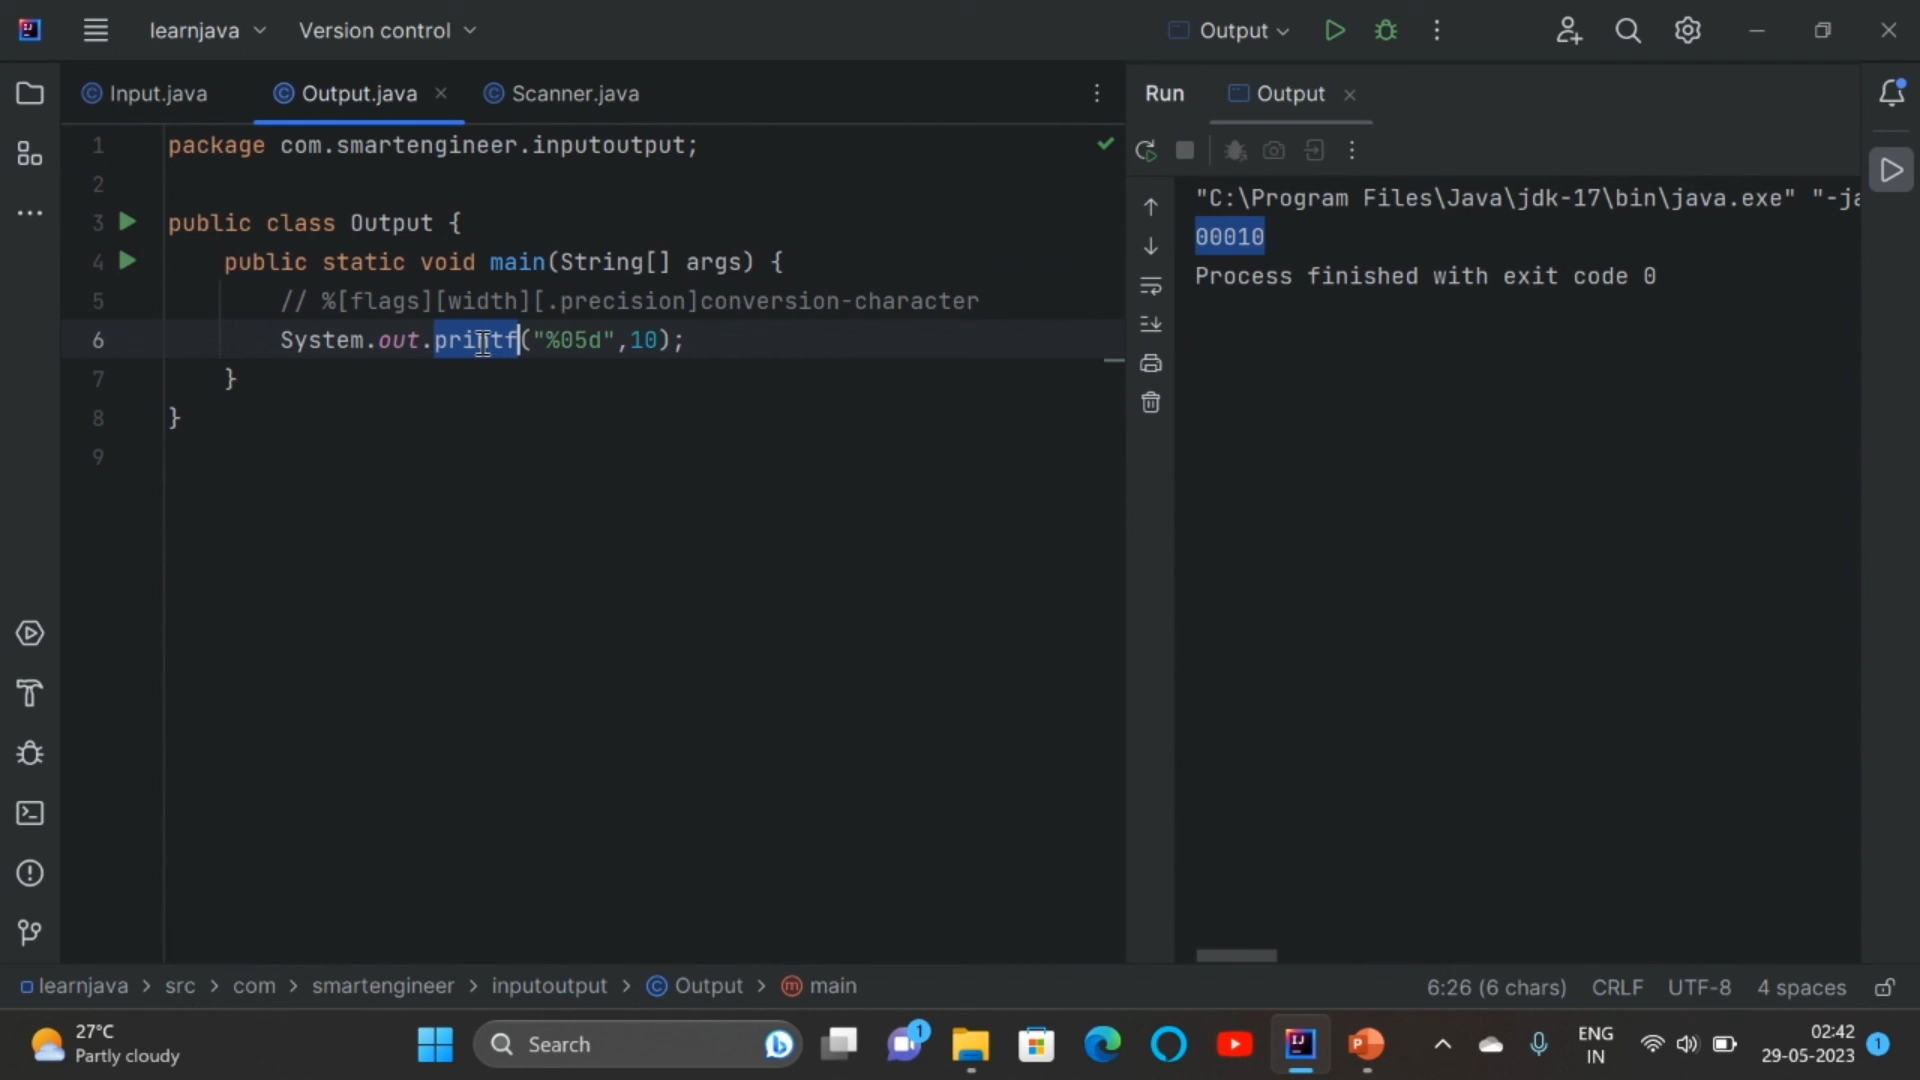 learnjava Version control Output
Input.java Output.java Scanner.java
Run Output
1 package com.smartengineer.inputoutput;
2
3 public class Output {
4 public static void main(String[] args) {
5 // %[flags][width][.precision]conversion-character
6 System.out.printf("%05d",10);
7 }
8 }
9
"C:\Program Files\Java\jdk-17\bin\java.exe" "-ja
00010
Process finished with exit code 0
learnjava > src > com > smartengineer > inputoutput > Output > main
6:26 (6 chars) CRLF UTF-8 4 spaces
27°C
Partly cloudy
Search
1
ENG
IN
02:42
29-05-2023
1